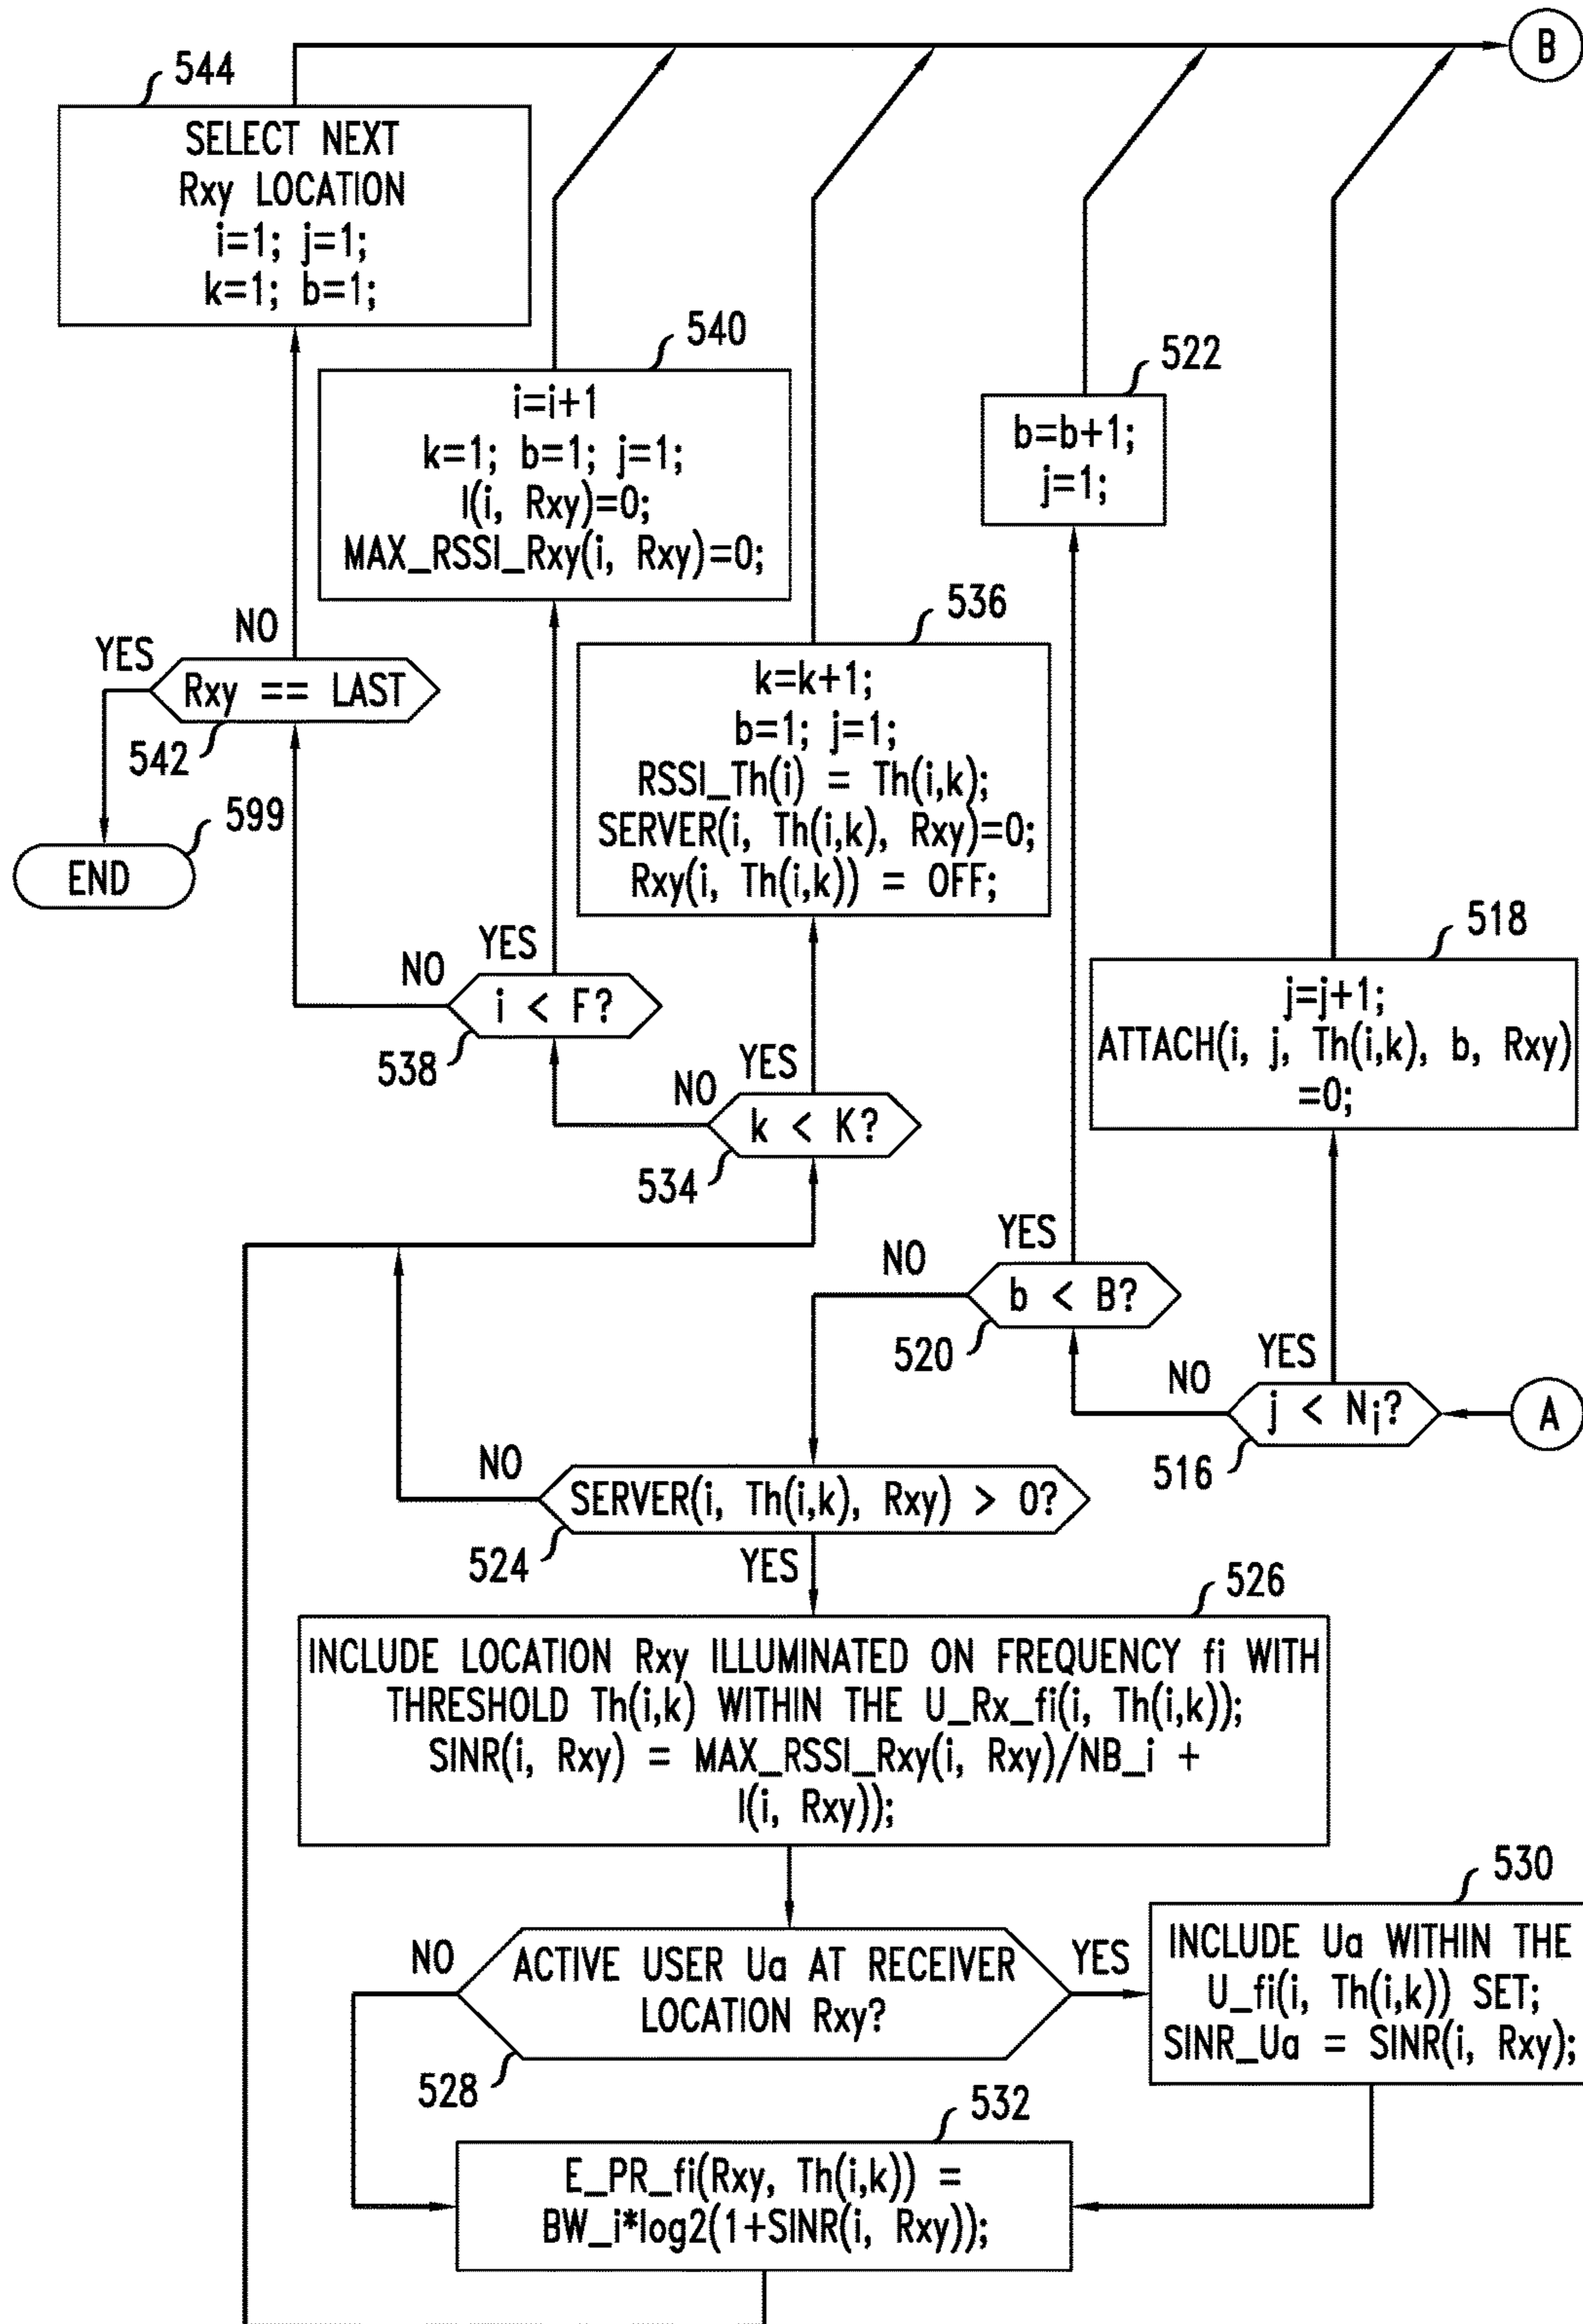 B
544
SELECT NEXT
Rxy LOCATION
i=1; j=1;
k=1; b=1;
540
i=i+1
k=1; b=1; j=1;
I(i, Rxy)=0;
MAX_RSSI_Rxy(i, Rxy)=0;
522
b=b+1;
j=1;
536
k=k+1;
b=1; j=1;
RSSI_Th(i) = Th(i,k);
SERVER(i, Th(i,k), Rxy)=0;
Rxy(i, Th(i,k)) = OFF;
NO
YES
Rxy == LAST
542
599
END
518
j=j+1;
ATTACH(i, j, Th(i,k), b, Rxy)
=0;
YES
NO
i < F?
538
YES
NO
k < K?
534
YES
NO
b < B?
520
YES
NO
j < Ni?
A
516
NO
SERVER(i, Th(i,k), Rxy) > 0?
524
YES
526
INCLUDE LOCATION Rxy ILLUMINATED ON FREQUENCY fi WITH
THRESHOLD Th(i,k) WITHIN THE U_Rx_fi(i, Th(i,k));
SINR(i, Rxy) = MAX_RSSI_Rxy(i, Rxy)/NB_i +
I(i, Rxy));
530
NO
ACTIVE USER Ua AT RECEIVER
LOCATION Rxy?
YES
528
INCLUDE Ua WITHIN THE
U_fi(i, Th(i,k)) SET;
SINR_Ua = SINR(i, Rxy);
532
E_PR_fi(Rxy, Th(i,k)) =
BW_i*log2(1+SINR(i, Rxy));